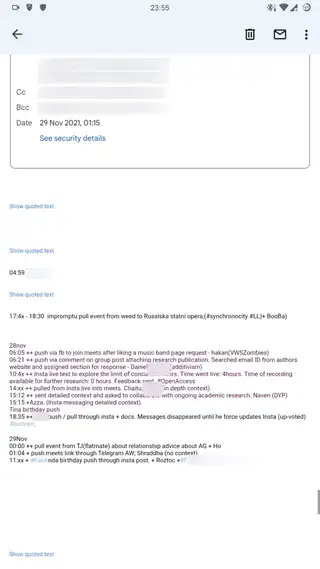 23:55
Cc
Bcc
Date 29 Nov 2021, 01:15
See security details
Show quoted text
Show quoted text
04:59
Show quoted text
17:4x - 18:30 impromptu pull event from weed to Rusalska statni opera;(#synchronocity #LL)+ BooBa)
28nov
06:05 ++ push via fb to join meets after liking a music band page request - hakan(VWSZombies)
06:21 ++ push via comment on group post attaching research publication. Searched email ID from authors
website and assigned section for response - Daniel (additivism)
10:4x ++ Insta live test to explore the limit of viewers. Time went live: 4hours. Time of recording
available for further research: 0 hours. Feedback #OpenAccess
14:xx ++ pulled from insta live into meets. in depth context)
15:12 ++ sent detailed context and asked to with ongoing academic research. Naven (DYP)
15:15 +Azza. (Insta messaging detailed context)
Tina birthday push
18:35 ++ push / pull through insta + docs. Messages disappeared until he force updates Insta (up-voted)
29Nov
00:00 ++ pull event from TJ(flatmate) about relationship advice about AG + Ho
01:04 + push meets link through Telegram AW; Shraddha (no context)
11:xx + birthday push through insta post, + Roztoc +
Show quoted text